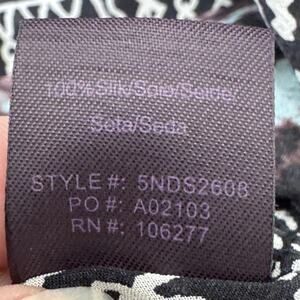 100%Silk/Soie/Seide/
Seta/Seda
STYLE #: 5NDS2608
PO #: A02103
RN #: 106277